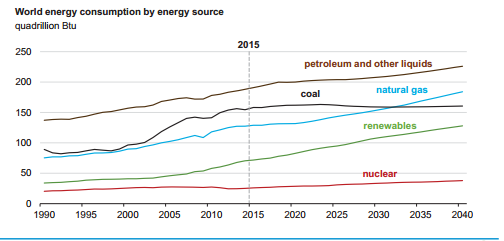 World energy consumption by energy source
quadrillion Btu
2015
250
200
150
100
50
0
petroleum and other liquids
natural gas
coal
renewables
nuclear
1990 1995 2000 2005 2010 2015 2020 2025 2030 2035 2040